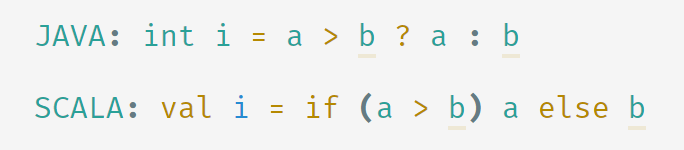 JAVA: int i = a > b ? a : b
SCALA: val i = if (a > b) a else b